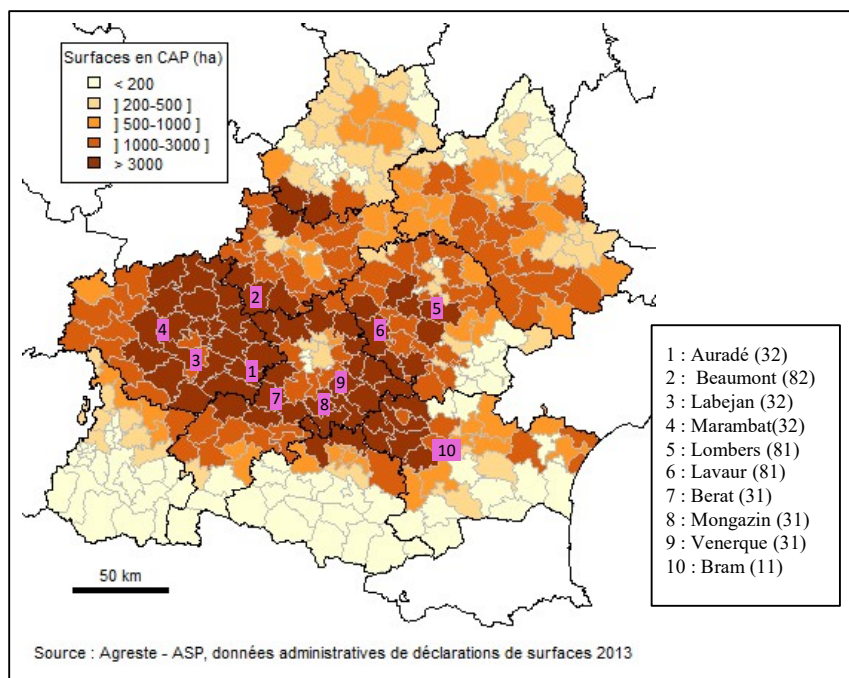 Surfaces en CAP (ha)
< 200
] 200-500 ]
] 500-1000 ]
] 1000-3000 ]
> 3000
2
5
4
6
3
1
9
7
8
10
1 : Auradé (32)
2 : Beaumont (82)
3 : Labejan (32)
4 : Marambat(32)
5 : Lombers (81)
6 : Lavaur (81)
7 : Berat (31)
8 : Mongazin (31)
9 : Venerque (31)
10 : Bram (11)
50 km
Source : Agreste - ASP, données administratives de déclarations de surfaces 2013